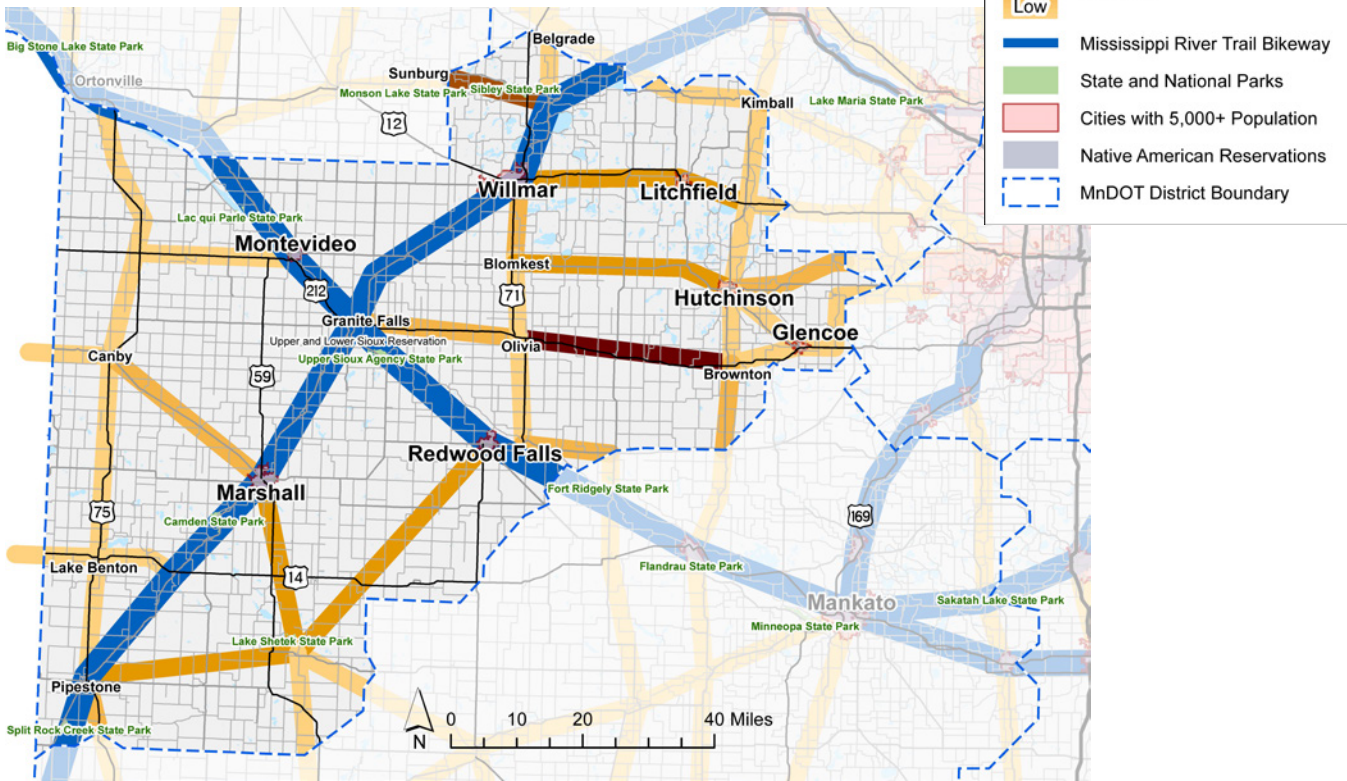 Low
Mississippi River Trail Bikeway
State and National Parks
Cities with 5,000+ Population
Native American Reservations
MnDOT District Boundary
Belgrade
Big Stone Lake State Park
Sunburg
Ortonville
Monson Lake State Park
Sibley State Park
Kimball
Lake Maria State Park
12
Willmar
Litchfield
Lac qui Parle State Park
Montevideo
Blomkest
212
71
Hutchinson
Granite Falls
Glencoe
Upper and Lower Sioux Reservation
Olivia
Canby
Upper Sioux Agency State Park
59
Brownton
Redwood Falls
Marshall
Fort Ridgely State Park
75
Camden State Park
169
Lake Benton
14
Flandrau State Park
Mankato
Sakatah Lake State Park
Minneopa State Park
Lake Shetek State Park
Pipestone
Split Rock Creek State Park
N
0 10 20 40 Miles